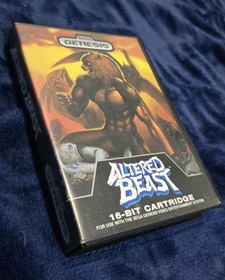 SEGA
GENESIS
ALTERED
BEAST
16-BIT CARTRIDGE
FOR USE WITH THE SEGA GENESIS VIDEO ENTERTAINMENT SYSTEM